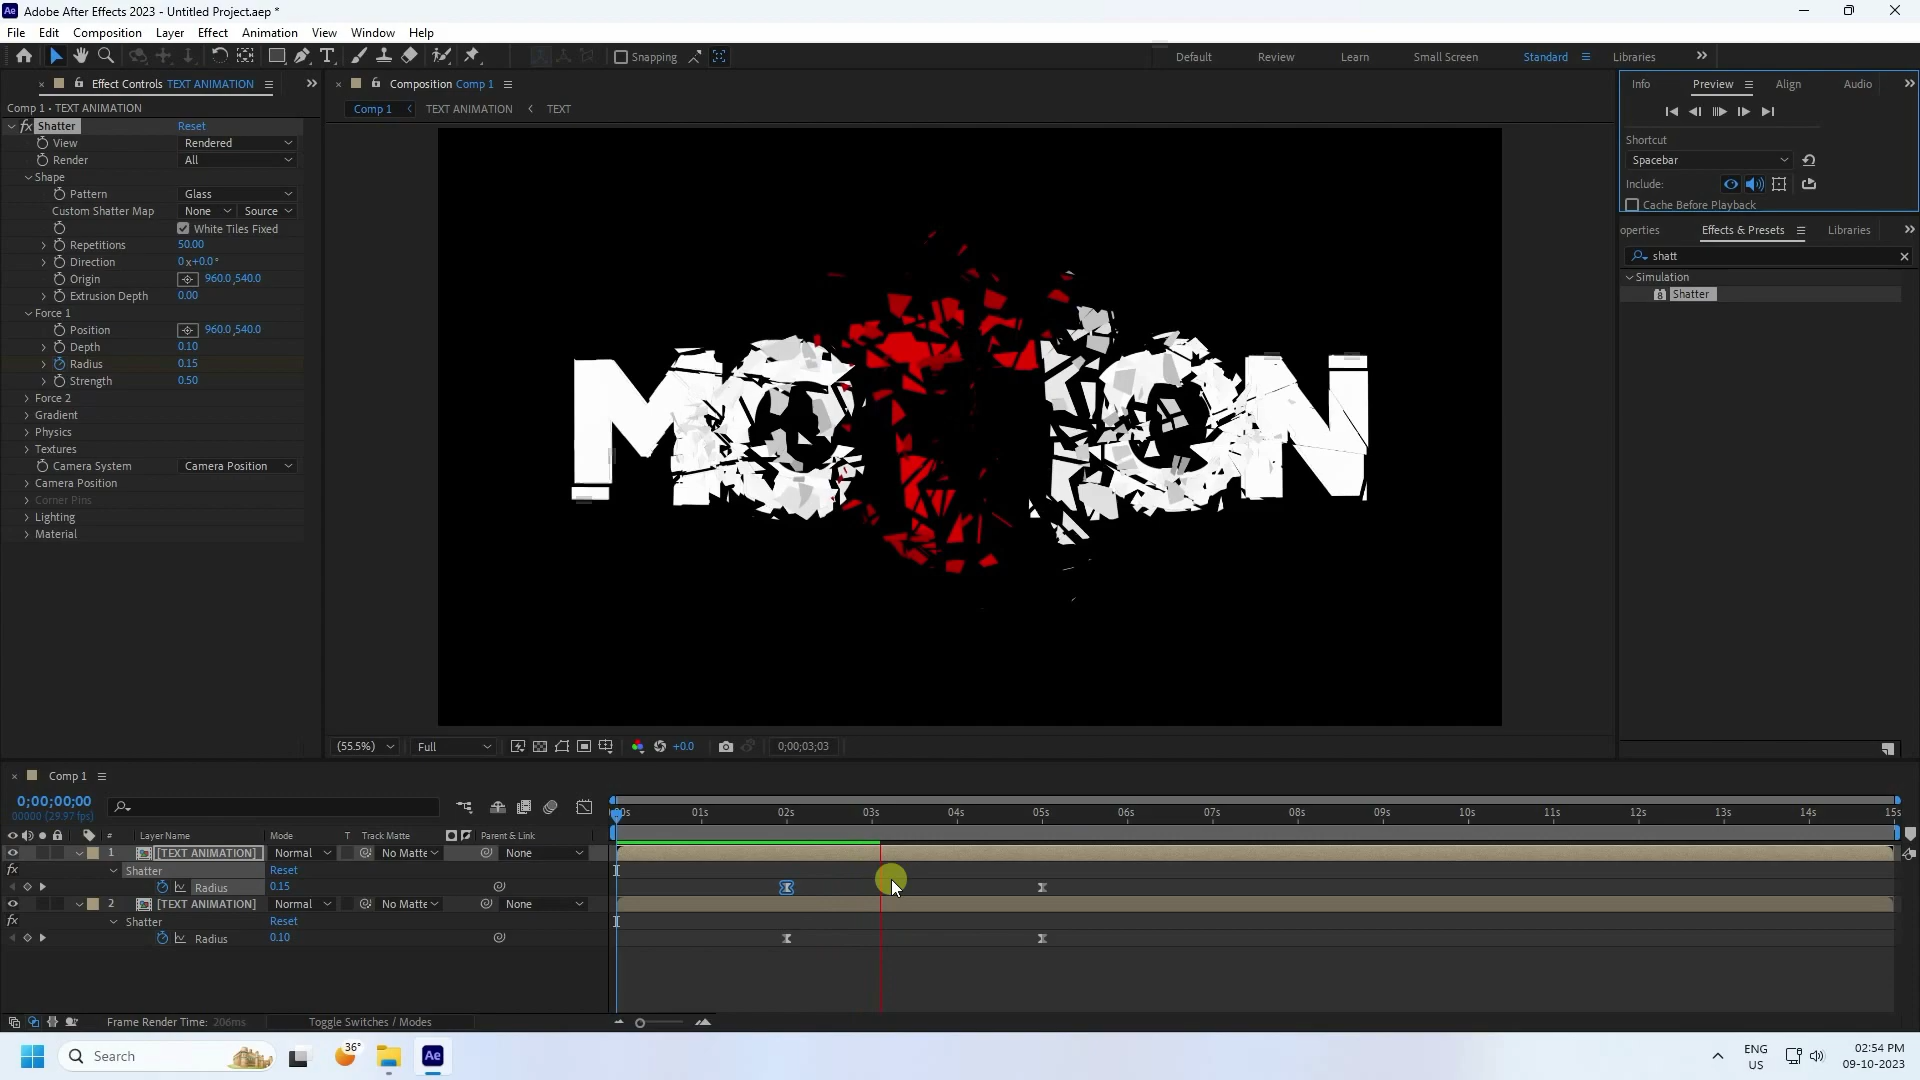 Adobe After Effects 2023 - Untitled Project.aep *
File Edit Composition Layer Effect Animation View Window Help
Snapping
Default Review Learn Small Screen Standard Libraries
Effect Controls TEXT ANIMATION
Comp 1 • TEXT ANIMATION
fx Shatter Reset
View Rendered
Render All
Shape
Pattern Glass
Custom Shatter Map None Source
White Tiles Fixed
Repetitions 50.00
Direction 0x+0.0°
Origin 960.0,540.0
Extrusion Depth 0.00
Force 1
Position 960.0,540.0
Depth 0.10
Radius 0.15
Strength 0.50
Force 2
Gradient
Physics
Textures
Camera System Camera Position
Camera Position
Corner Pins
Lighting
Material
Composition Comp 1
Comp 1 TEXT ANIMATION TEXT
MOTION
(55.5%) Full +0.0 0;00;03;03
Info Preview Align Audio
Shortcut
Spacebar
Include:
Cache Before Playback
operties Effects & Presets Libraries
shatt
Simulation
Shatter
Comp 1
0;00;00;00
00000 (29.97 fps)
:00s 01s 02s 03s 04s 05s 06s 07s 08s 09s 10s 11s 12s 13s 14s 15s
# Layer Name Mode T Track Matte Parent & Link
1 [TEXT ANIMATION] Normal No Matte None
fx Shatter Reset
Radius 0.15
2 [TEXT ANIMATION] Normal No Matte None
fx Shatter Reset
Radius 0.10
Frame Render Time: 206ms Toggle Switches / Modes
Search
36°
Ae
ENG
US
02:54 PM
09-10-2023